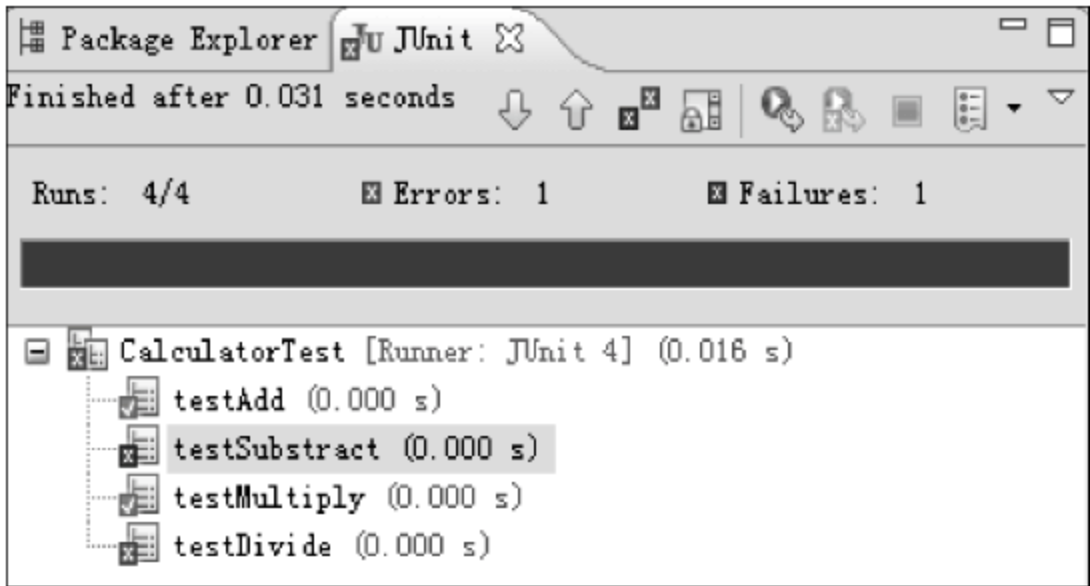 Package Explorer JUnit
Finished after 0.031 seconds
Runs: 4/4 Errors: 1 Failures: 1
CalculatorTest [Runner: JUnit 4] (0.016 s)
testAdd (0.000 s)
testSubstract (0.000 s)
testMultiply (0.000 s)
testDivide (0.000 s)